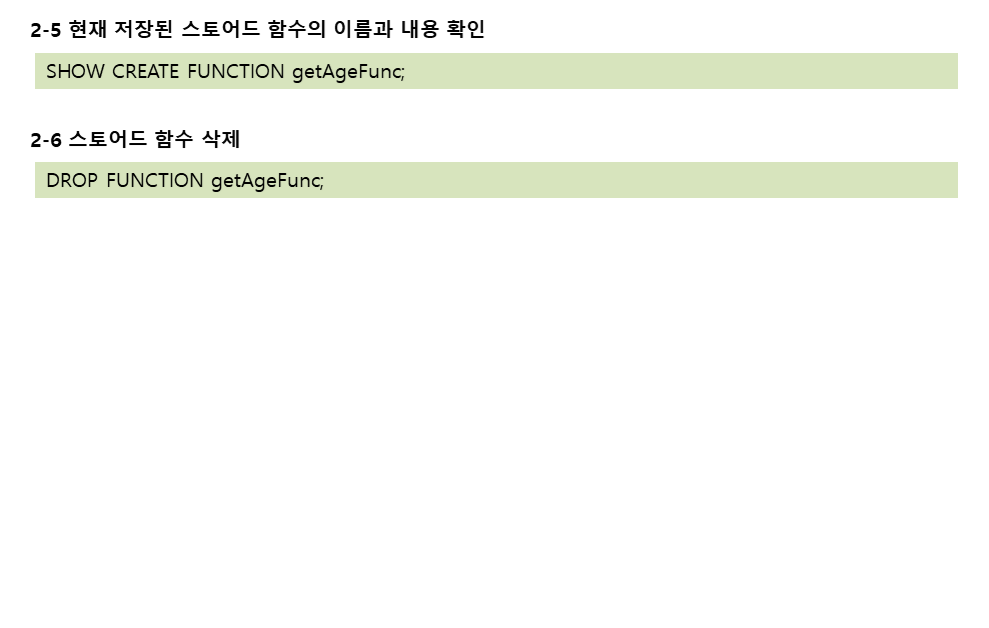 2-5 현재 저장된 스토어드 함수의 이름과 내용 확인
SHOW CREATE FUNCTION getAgeFunc;
2-6 스토어드 함수 삭제
DROP FUNCTION getAgeFunc;